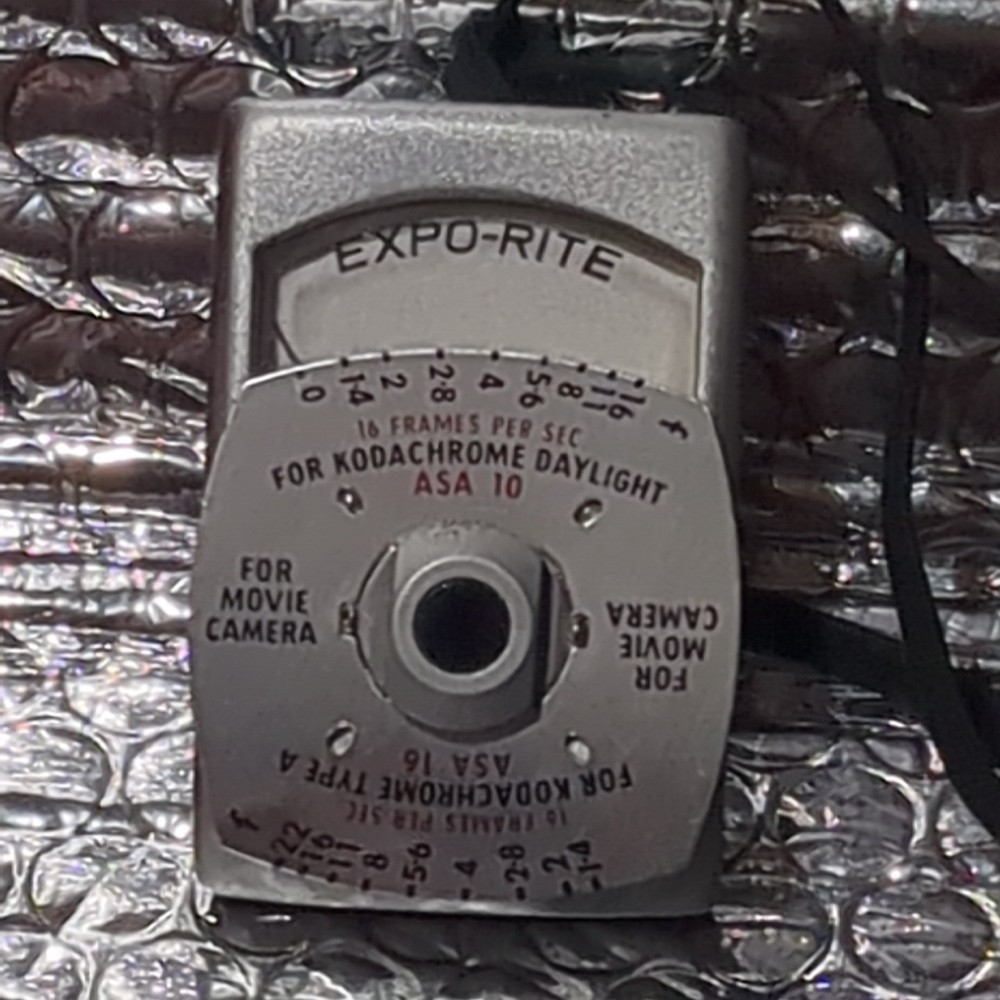 EXPO-RITE
0 1·4 2 2·8 4 5·6 8 11 16 f
16 FRAMES PER SEC
FOR KODACHROME DAYLIGHT
ASA 10
FOR
MOVIE
CAMERA
FOR
MOVIE
CAMERA
1·4 2 2·8 4 5·6 8 11 16 22 f
16 FRAMES PER SEC
FOR KODACHROME TYPE A
ASA 16